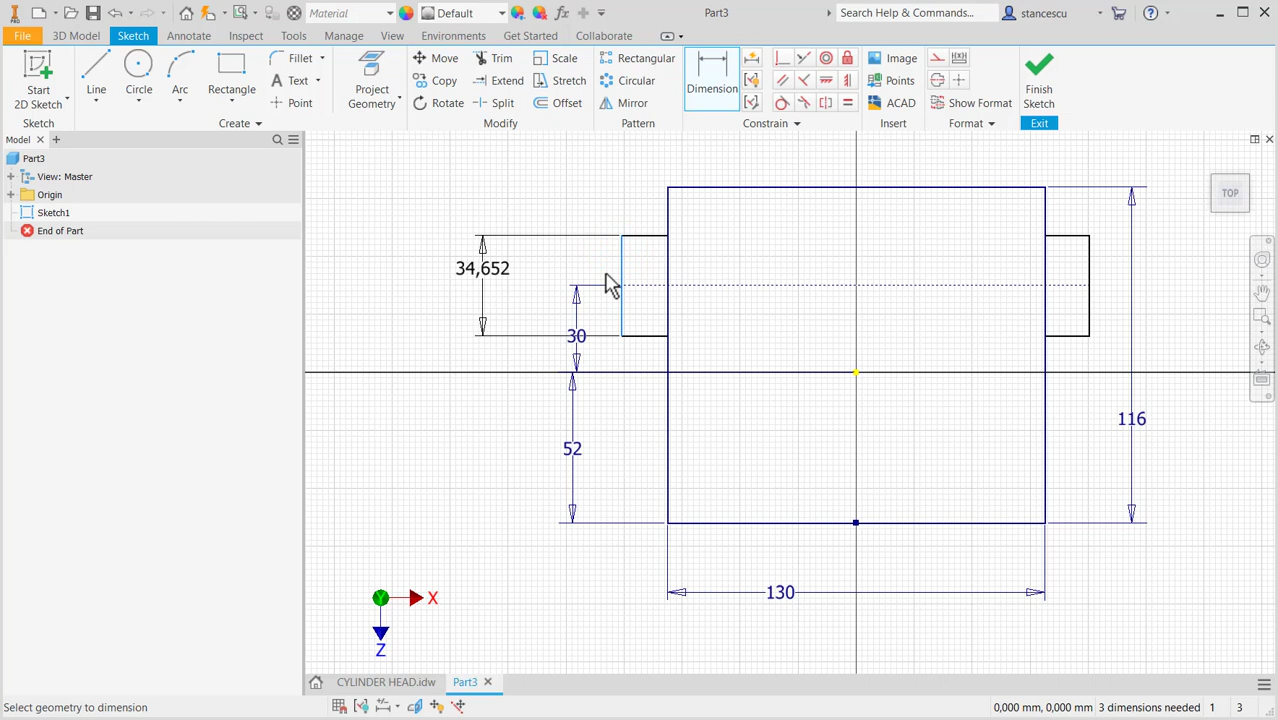 PRO
Material
Default
Part3
Search Help & Commands...
stancescu
File 3D Model Sketch Annotate Inspect Tools Manage View Environments Get Started Collaborate
Start
2D Sketch
Line
Circle
Arc
Rectangle
Fillet
Text
Point
Project
Geometry
Move Trim Scale
Copy Extend Stretch
Rotate Split Offset
Rectangular
Circular
Mirror
Dimension
Image
Points
ACAD
Show Format
Finish
Sketch
Sketch Create Modify Pattern Constrain Insert Format Exit
Model
Part3
View: Master
Origin
Sketch1
End of Part
TOP
34,652
30
52
116
130
X
Y
Z
CYLINDER HEAD.idw Part3
Select geometry to dimension
0,000 mm, 0,000 mm 3 dimensions needed 1 3